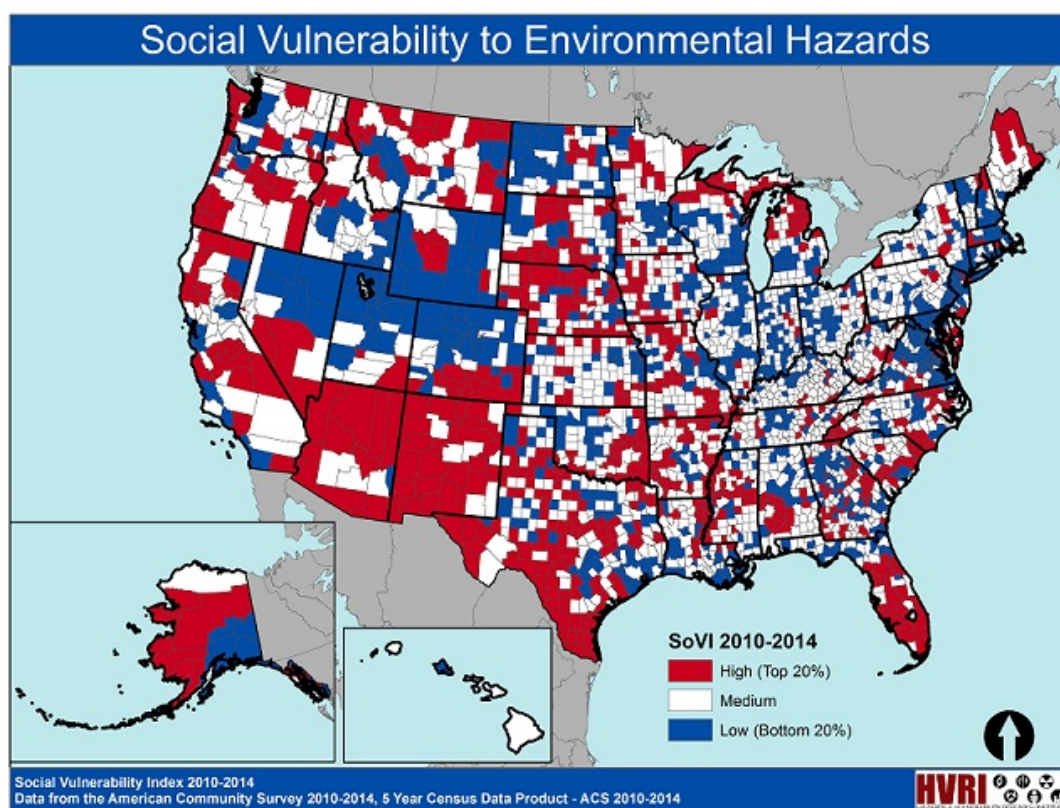 Social Vulnerability to Environmental Hazards
SoVI 2010-2014
High (Top 20%)
Medium
Low (Bottom 20%)
Social Vulnerability Index 2010-2014
Data from the American Community Survey 2010-2014, 5 Year Census Data Product - ACS 2010-2014
HVRI